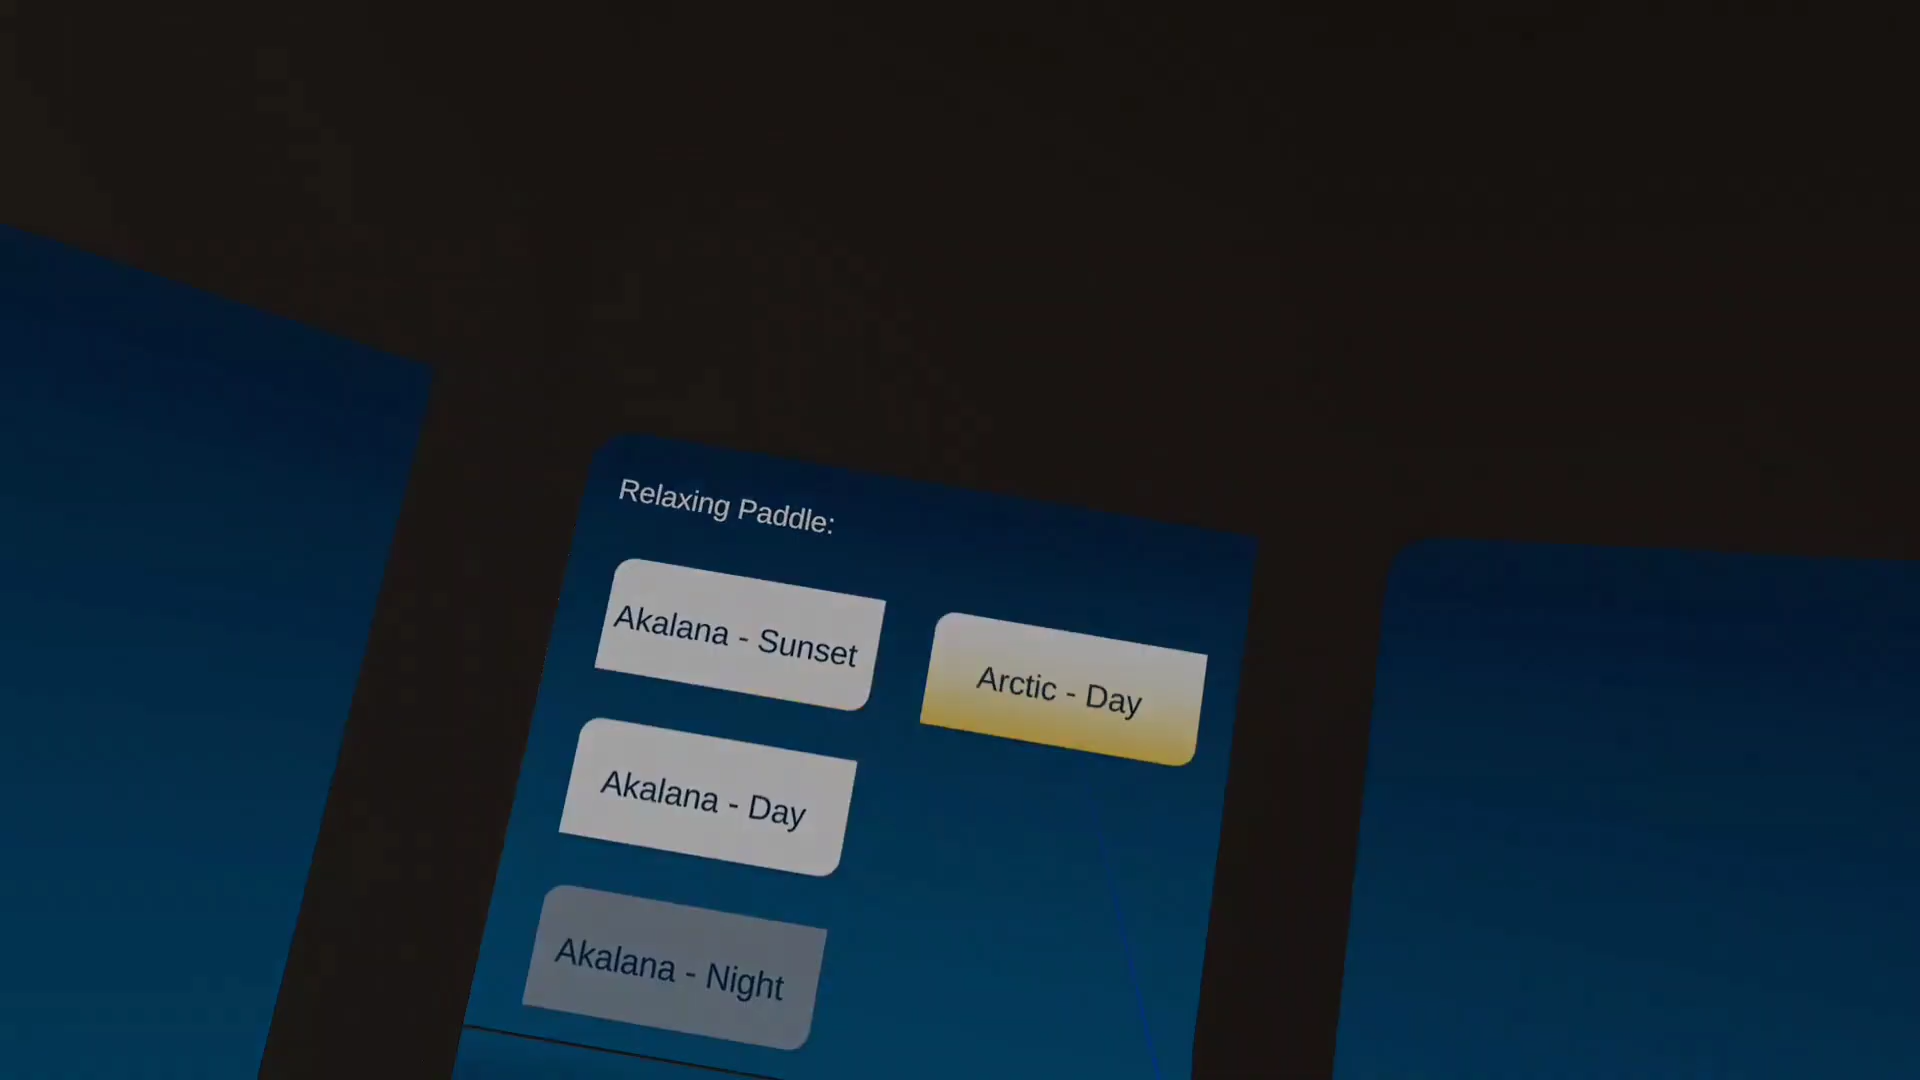 Relaxing Paddle:
Akalana - Sunset
Arctic - Day
Akalana - Day
Akalana - Night